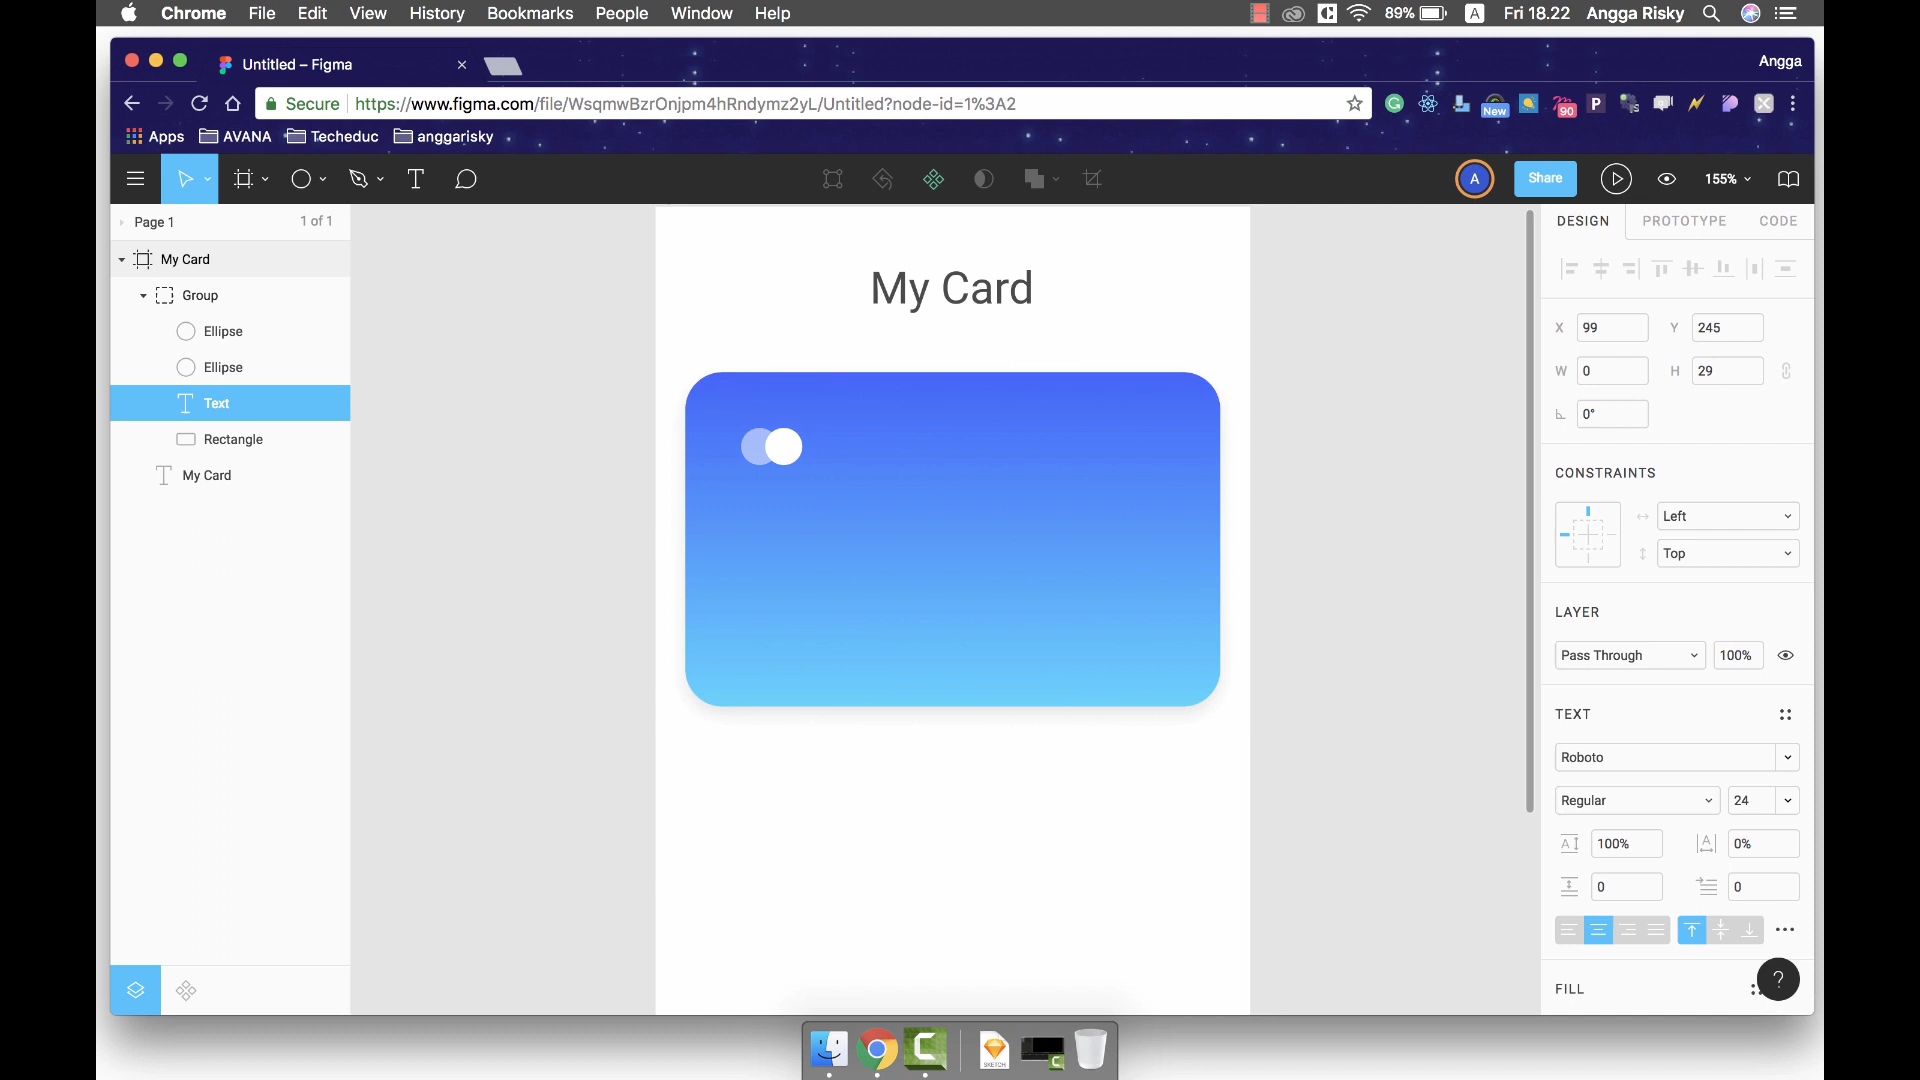 Chrome File Edit View History Bookmarks People Window Help 89% A Fri 18.22 Angga Risky
Untitled – Figma Angga
Secure https://www.figma.com/file/WsqmwBzrOnjpm4hRndymz2yL/Untitled?node-id=1%3A2 New 90 P
Apps AVANA Techeduc anggarisky
A Share 155%
Page 1 1 of 1
DESIGN PROTOTYPE CODE
My Card
Group
Ellipse
Ellipse
Text
Rectangle
My Card
My Card
X 99 Y 245
W 0 H 29
0°
CONSTRAINTS
Left
Top
LAYER
Pass Through 100%
TEXT
Roboto
Regular 24
100% 0%
0 0
FILL
?
SKETCH